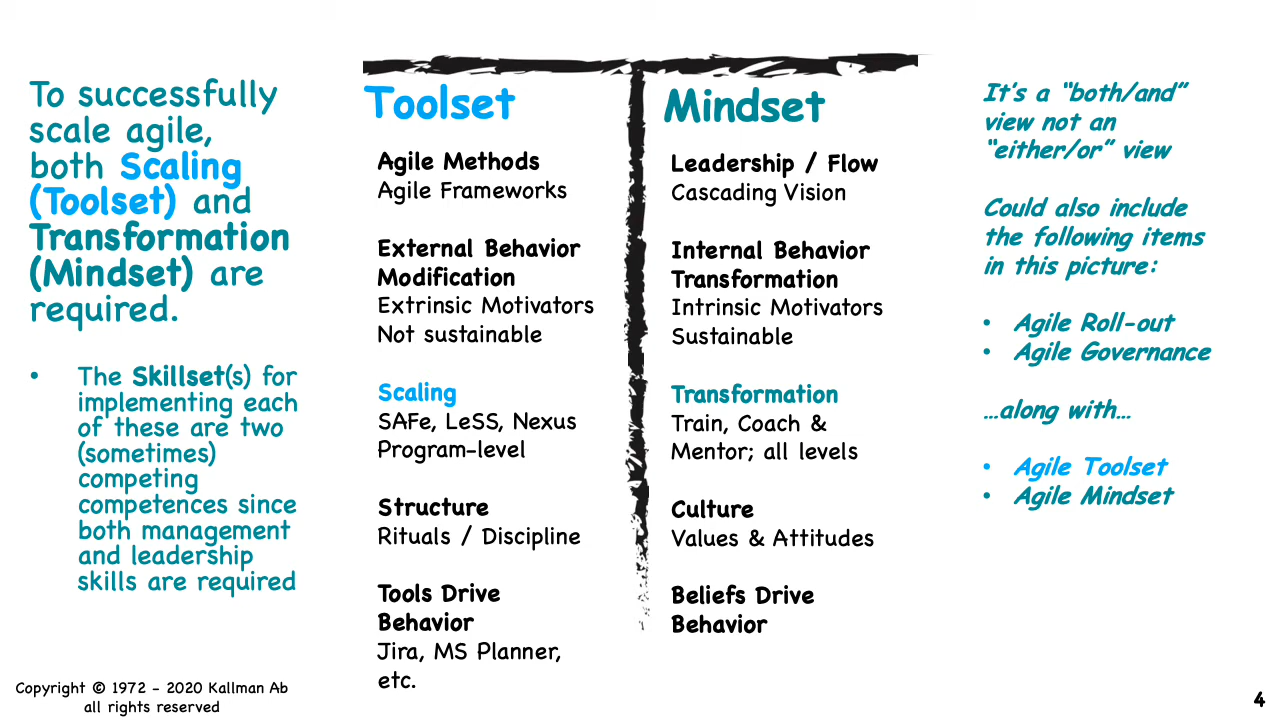 To successfully
scale agile,
both Scaling
(Toolset) and
Transformation
(Mindset) are
required.
• The Skillset(s) for
implementing each
of these are two
(sometimes)
competing
competences since
both management
and leadership
skills are required
Toolset
Agile Methods
Agile Frameworks
External Behavior
Modification
Extrinsic Motivators
Not sustainable
Scaling
SAFe, LeSS, Nexus
Program-level
Structure
Rituals / Discipline
Tools Drive
Behavior
Jira, MS Planner,
etc.
Mindset
Leadership / Flow
Cascading Vision
Internal Behavior
Transformation
Intrinsic Motivators
Sustainable
Transformation
Train, Coach &
Mentor; all levels
Culture
Values & Attitudes
Beliefs Drive
Behavior
It's a “both/and”
view not an
“either/or” view
Could also include
the following items
in this picture:
• Agile Roll-out
• Agile Governance
…along with…
• Agile Toolset
• Agile Mindset
Copyright © 1972 - 2020 Kallman Ab
all rights reserved
4